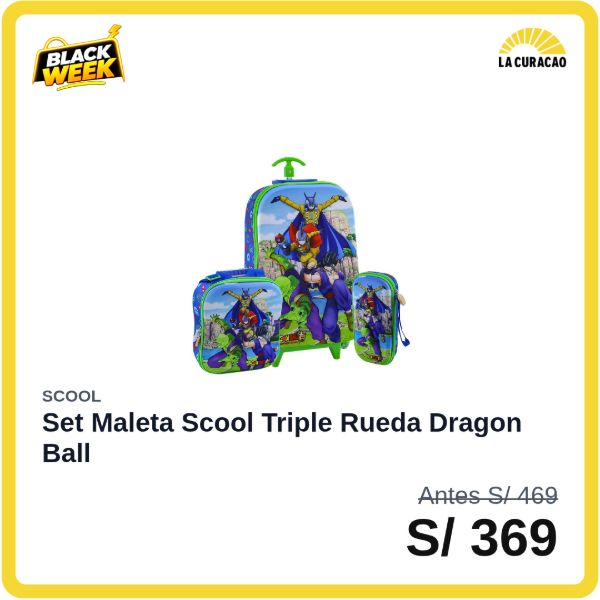 BLACK
WEEK
LA CURACAO
SCOOL
Set Maleta Scool Triple Rueda Dragon
Ball
Antes S/ 469
S/ 369